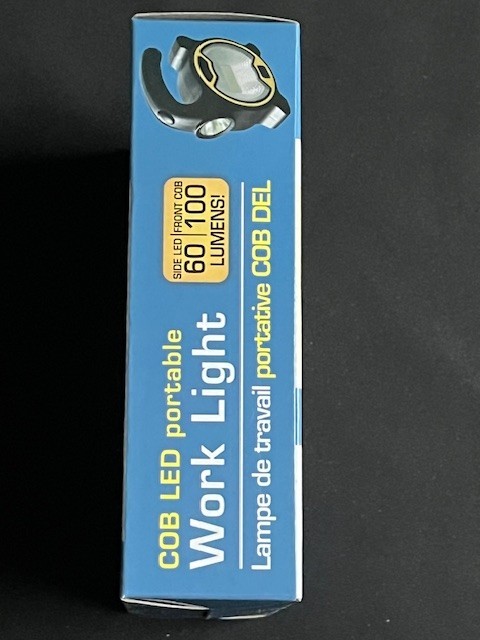 COB LED portable
Work Light
Lampe de travail portative COB DEL
SIDE LED | FRONT COB
60 | 100
LUMENS!